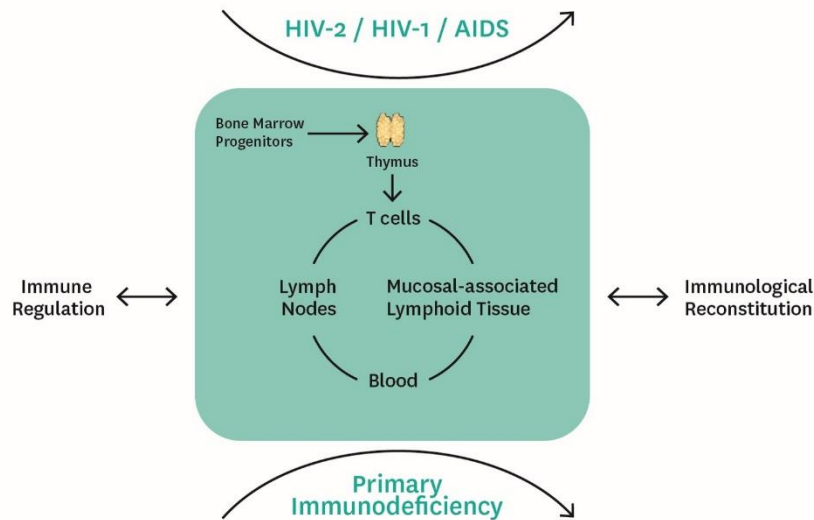 HIV-2 / HIV-1 / AIDS
Bone Marrow
Progenitors
Thymus
T cells
Immune
Regulation
Lymph
Nodes
Mucosal-associated
Lymphoid Tissue
Immunological
Reconstitution
Blood
Primary
Immunodeficiency